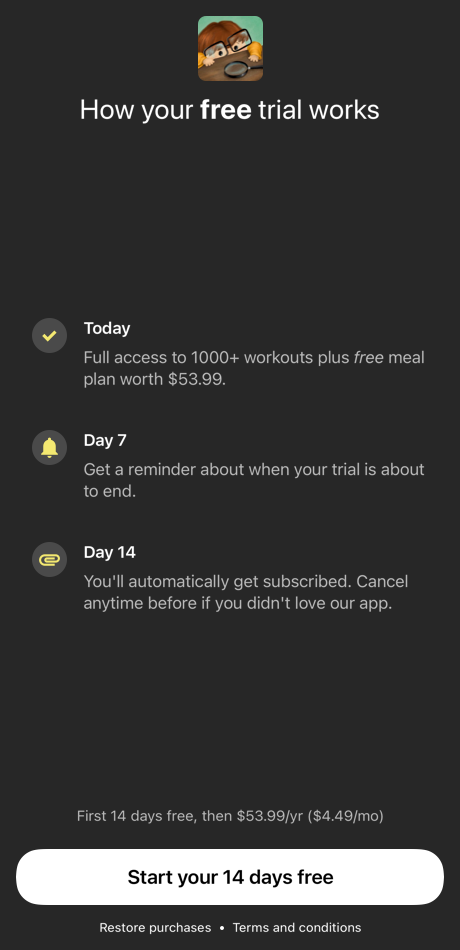 How your free trial works
Today
Full access to 1000+ workouts plus free meal
plan worth $53.99.
Day 7
Get a reminder about when your trial is about
to end.
Day 14
You'll automatically get subscribed. Cancel
anytime before if you didn't love our app.
First 14 days free, then $53.99/yr ($4.49/mo)
Start your 14 days free
Restore purchases • Terms and conditions